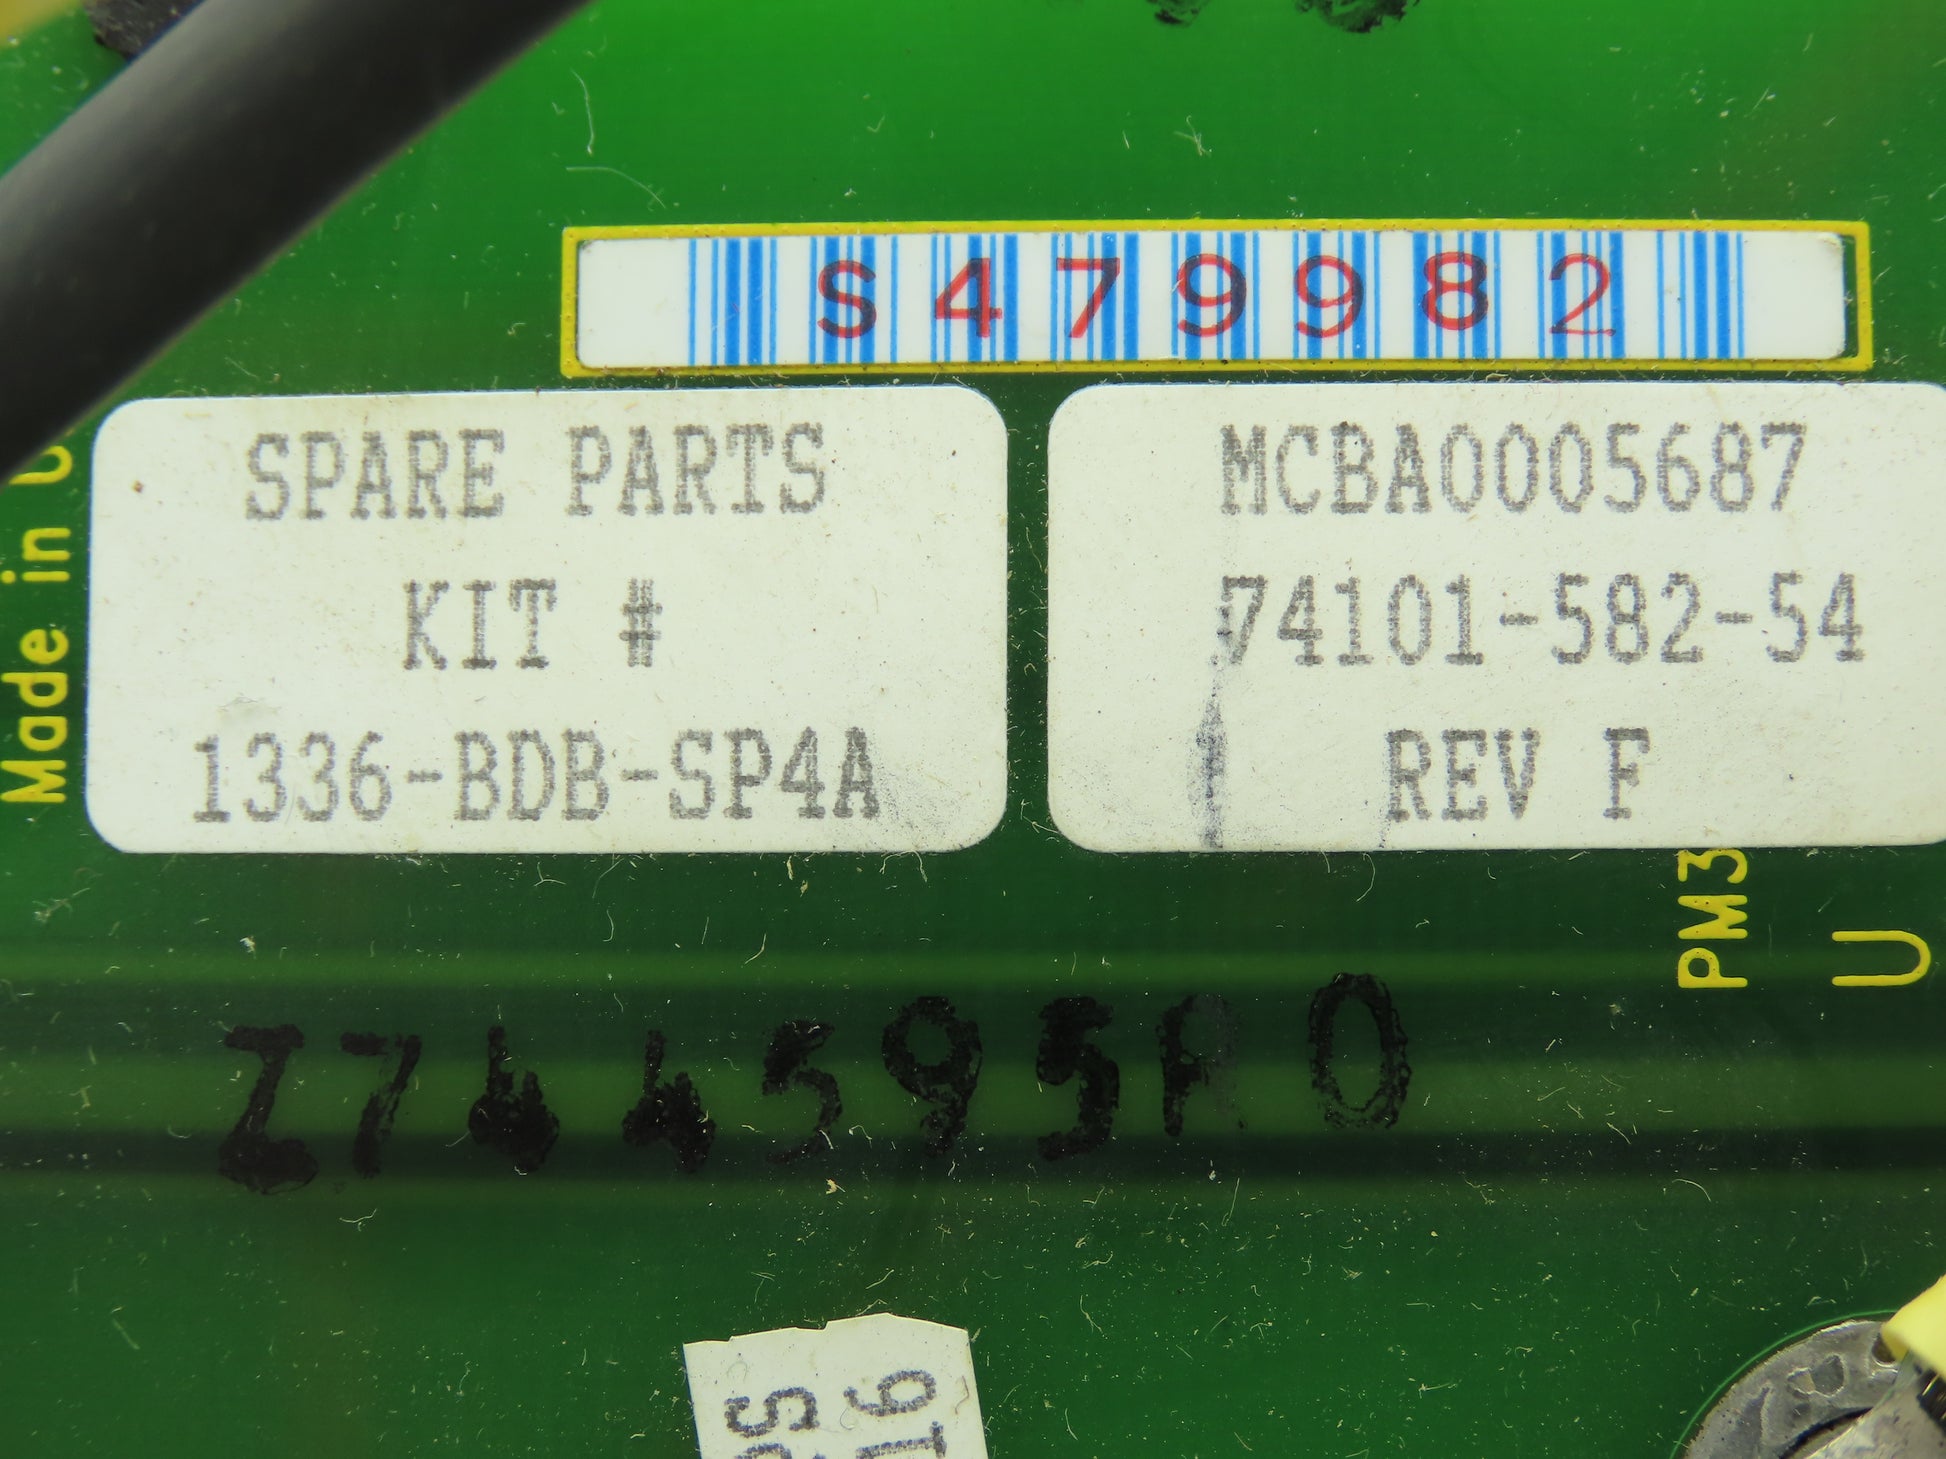 S479982
SPARE PARTS
KIT #
1336-BDB-SP4A
MCBA0005687
74101-582-54
REV F
Made in
PM3
U